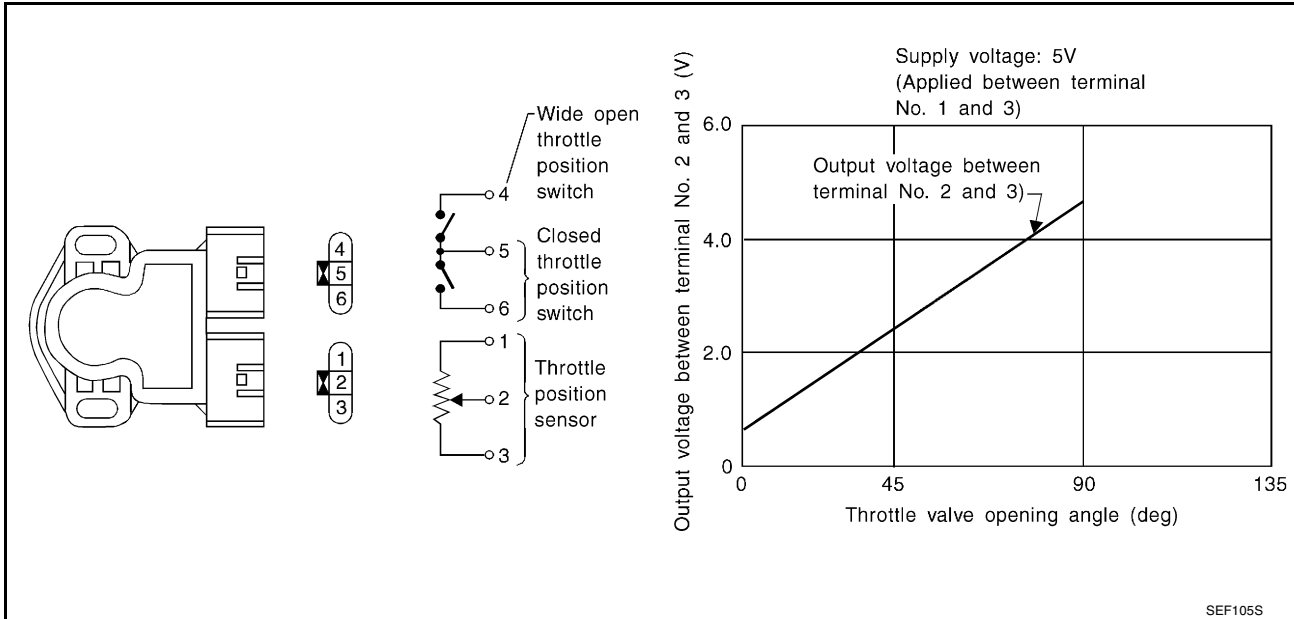 4
5
6
1
2
3
Wide open
throttle
position
switch
4
5
6
Closed
throttle
position
switch
1
2
3
Throttle
position
sensor
Output voltage between terminal No. 2 and 3 (V)
Supply voltage: 5V
(Applied between terminal
No. 1 and 3)
Output voltage between
terminal No. 2 and 3)
6.0
4.0
2.0
0
0
45
90
135
Throttle valve opening angle (deg)
SEF105S